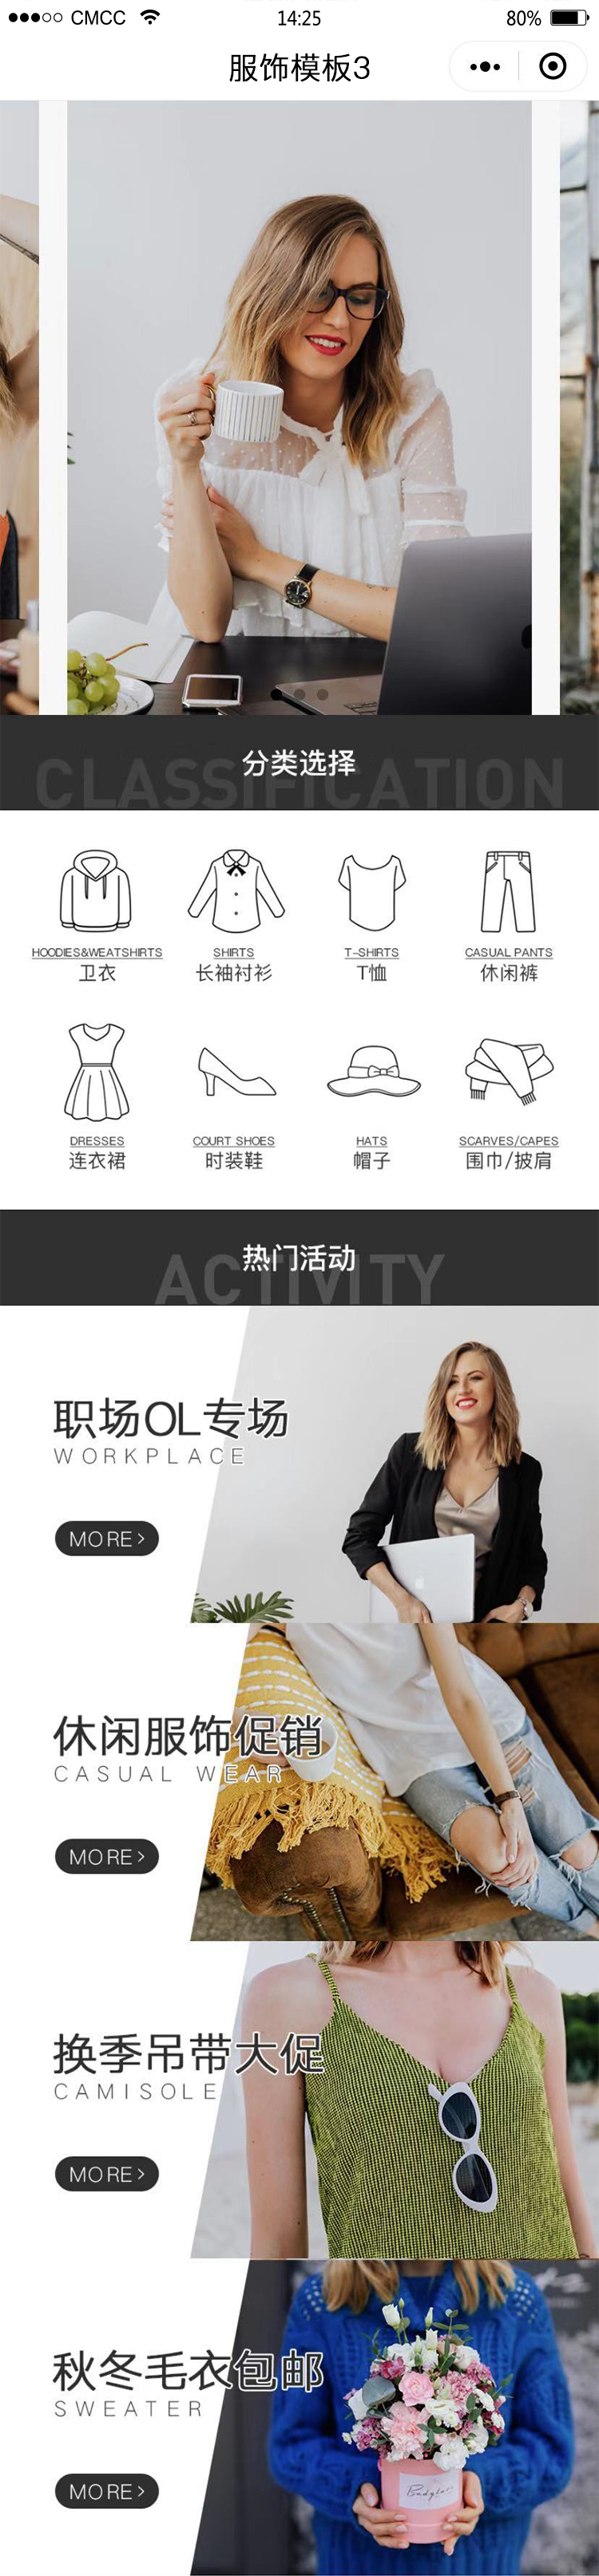 CMCC 14:25 80%
服饰模板3
分类选择
CLASSIFICATION
HOODIES&WEATSHIRTS SHIRTS T-SHIRTS CASUAL PANTS
卫衣 长袖衬衫 T恤 休闲裤
DRESSES COURT SHOES HATS SCARVES/CAPES
连衣裙 时装鞋 帽子 围巾/披肩
热门活动
ACTIVITY
职场OL专场
WORKPLACE
MORE>
休闲服饰促销
CASUAL WEAR
MORE>
换季吊带大促
CAMISOLE
MORE>
秋冬毛衣包邮
SWEATER
MORE>